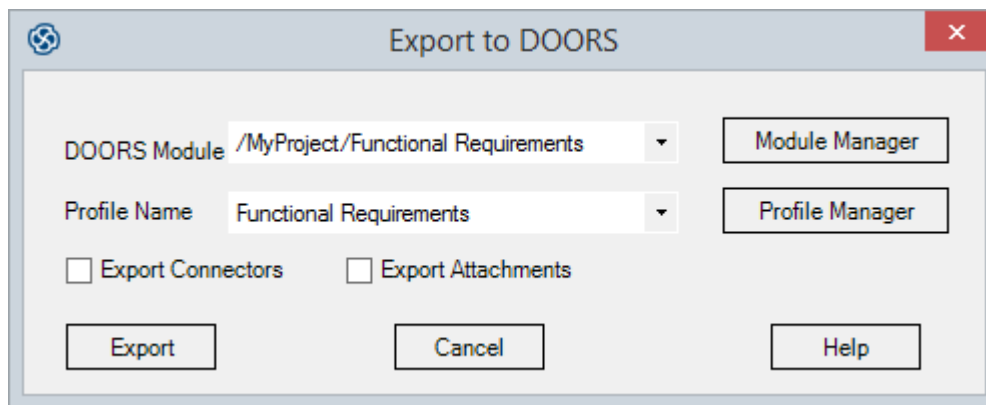 Export to DOORS
DOORS Module /MyProject/Functional Requirements Module Manager
Profile Name Functional Requirements Profile Manager
Export Connectors Export Attachments
Export Cancel Help